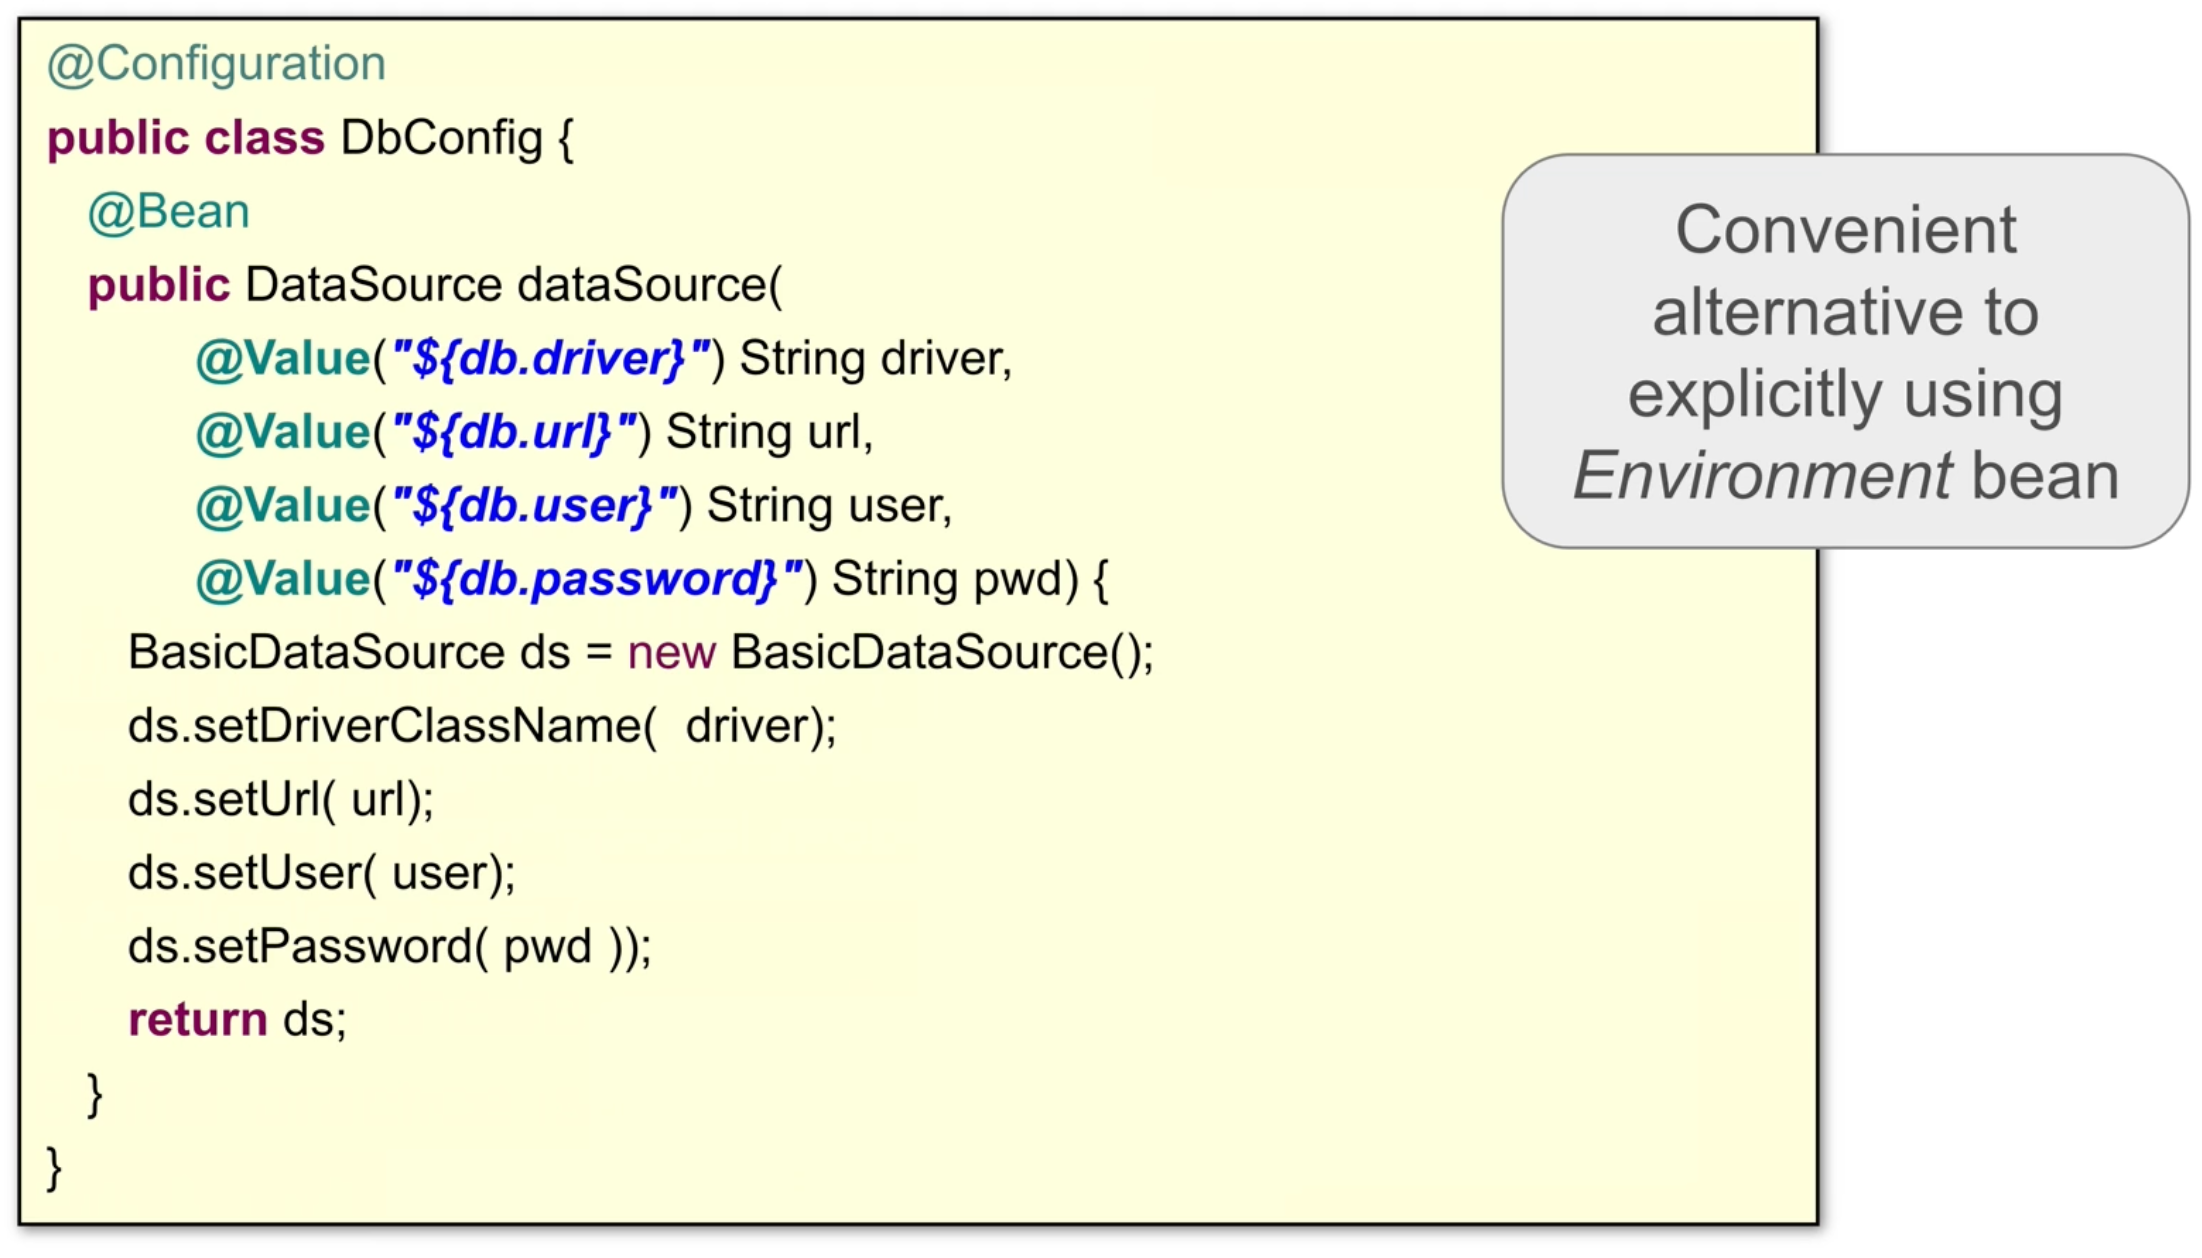 @Configuration
public class DbConfig {
@Bean
public DataSource dataSource(
@Value("${db.driver}") String driver,
@Value("${db.url}") String url,
@Value("${db.user}") String user,
@Value("${db.password}") String pwd) {
BasicDataSource ds = new BasicDataSource();
ds.setDriverClassName(  driver);
ds.setUrl( url);
ds.setUser( user);
ds.setPassword( pwd ));
return ds;
}
}
Convenient
alternative to
explicitly using
Environment bean